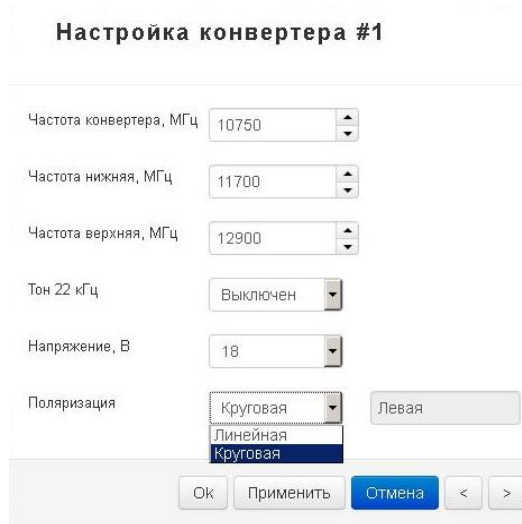 Настройка конвертера #1
Частота конвертера, МГц 10750
Частота нижняя, МГц 11700
Частота верхняя, МГц 12900
Тон 22 кГц Выключен
Напряжение, В 18
Поляризация Круговая Левая
Линейная
Круговая
Ok Применить Отмена < >